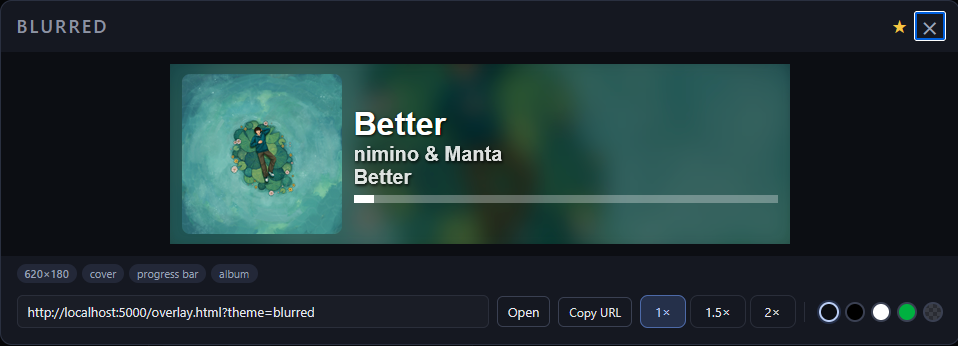 BLURRED
Better
nimino & Manta
Better
620×180 cover progress bar album
http://localhost:5000/overlay.html?theme=blurred Open Copy URL 1× 1.5× 2×